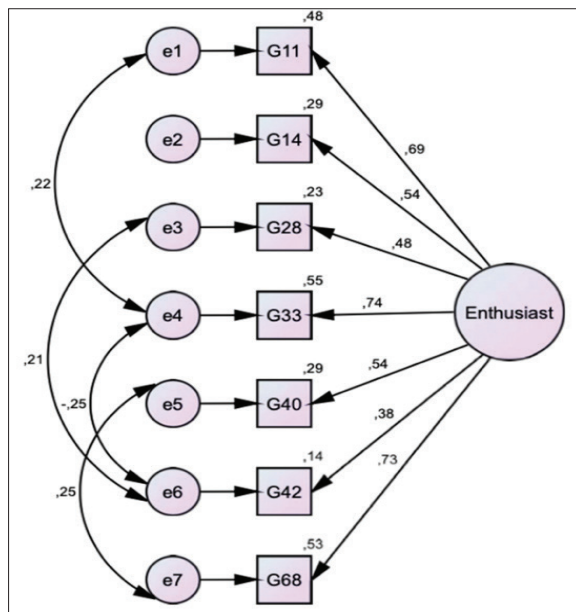 ,48
e1
G11
,29
,69
e2
G14
,54
,22
,23
e3
G28
,48
,55
e4
G33
,74
Enthusiast
,21
-,25
,29
,54
e5
G40
,38
,14
,73
,25
e6
G42
,53
e7
G68